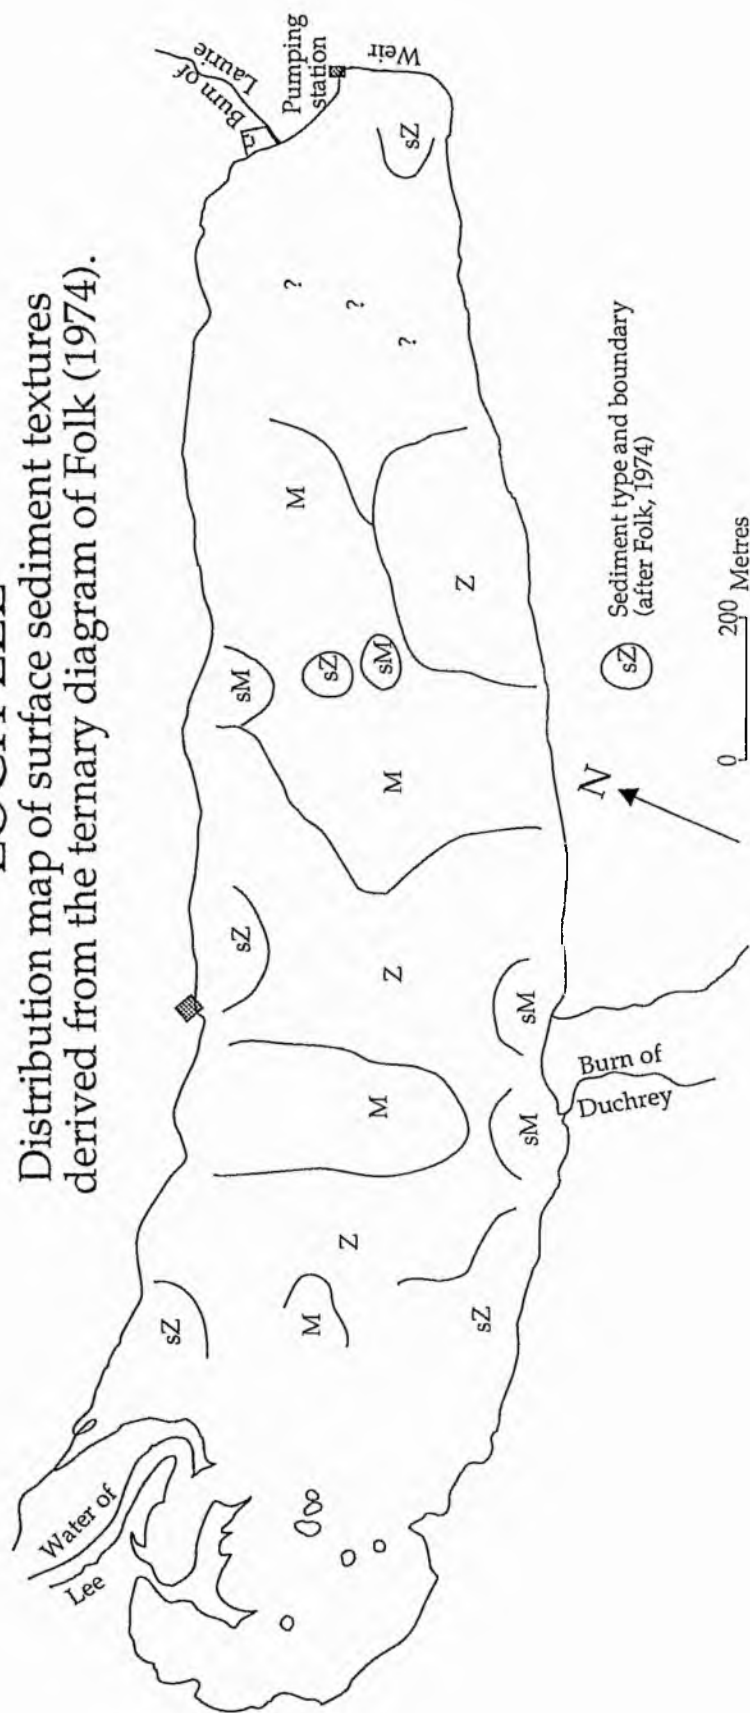 LOCH LEE
Distribution map of surface sediment textures
derived from the ternary diagram of Folk (1974).
Water of
Lee
sZ
M
sZ
Z
M
sM
sM
Burn of
Duchrey
sZ
Z
M
sM
sZ
sM
M
Z
?
?
?
sZ
Burn of
Laurie
Pumping
station
Weir
N
sZ
Sediment type and boundary
(after Folk, 1974)
0
200
Metres